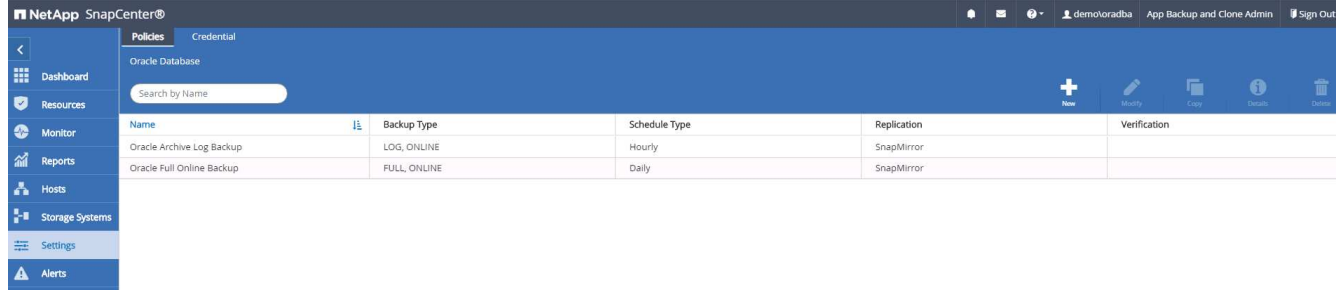 NetApp SnapCenter®
demo\oradba App Backup and Clone Admin Sign Out
Policies Credential
Oracle Database
Search by Name
New Modify Copy Details Delete
Dashboard
Resources
Monitor
Reports
Hosts
Storage Systems
Settings
Alerts
Name Backup Type Schedule Type Replication Verification
Oracle Archive Log Backup LOG, ONLINE Hourly SnapMirror
Oracle Full Online Backup FULL, ONLINE Daily SnapMirror